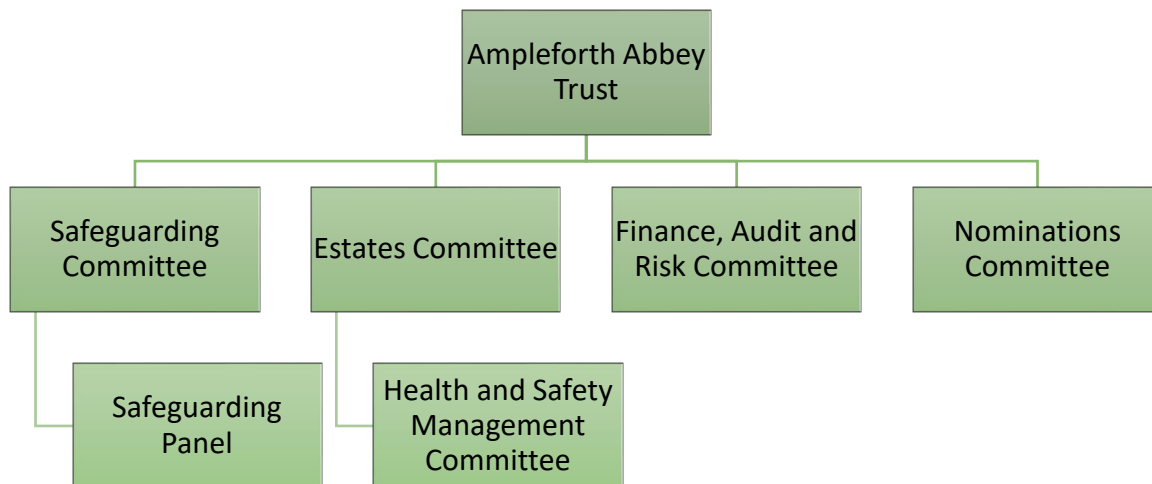 Ampleforth Abbey
Trust
Safeguarding
Committee
Estates Committee
Finance, Audit and
Risk Committee
Nominations
Committee
Safeguarding
Panel
Health and Safety
Management
Committee